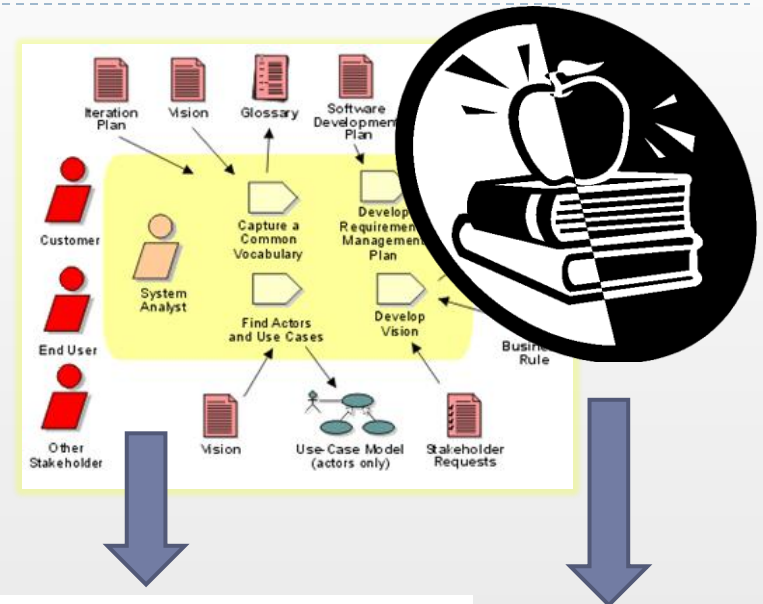 Iteration
Plan
Vision
Glossary
Software
Development
Plan
Customer
System
Analyst
Capture a
Common
Vocabulary
Develop
Management
Plan
End User
Find Actors
and Use Cases
Develop
Vision
Rule
Other
Stakeholder
Vision
Use-Case Model
(actors only)
Stakeholder
Requests